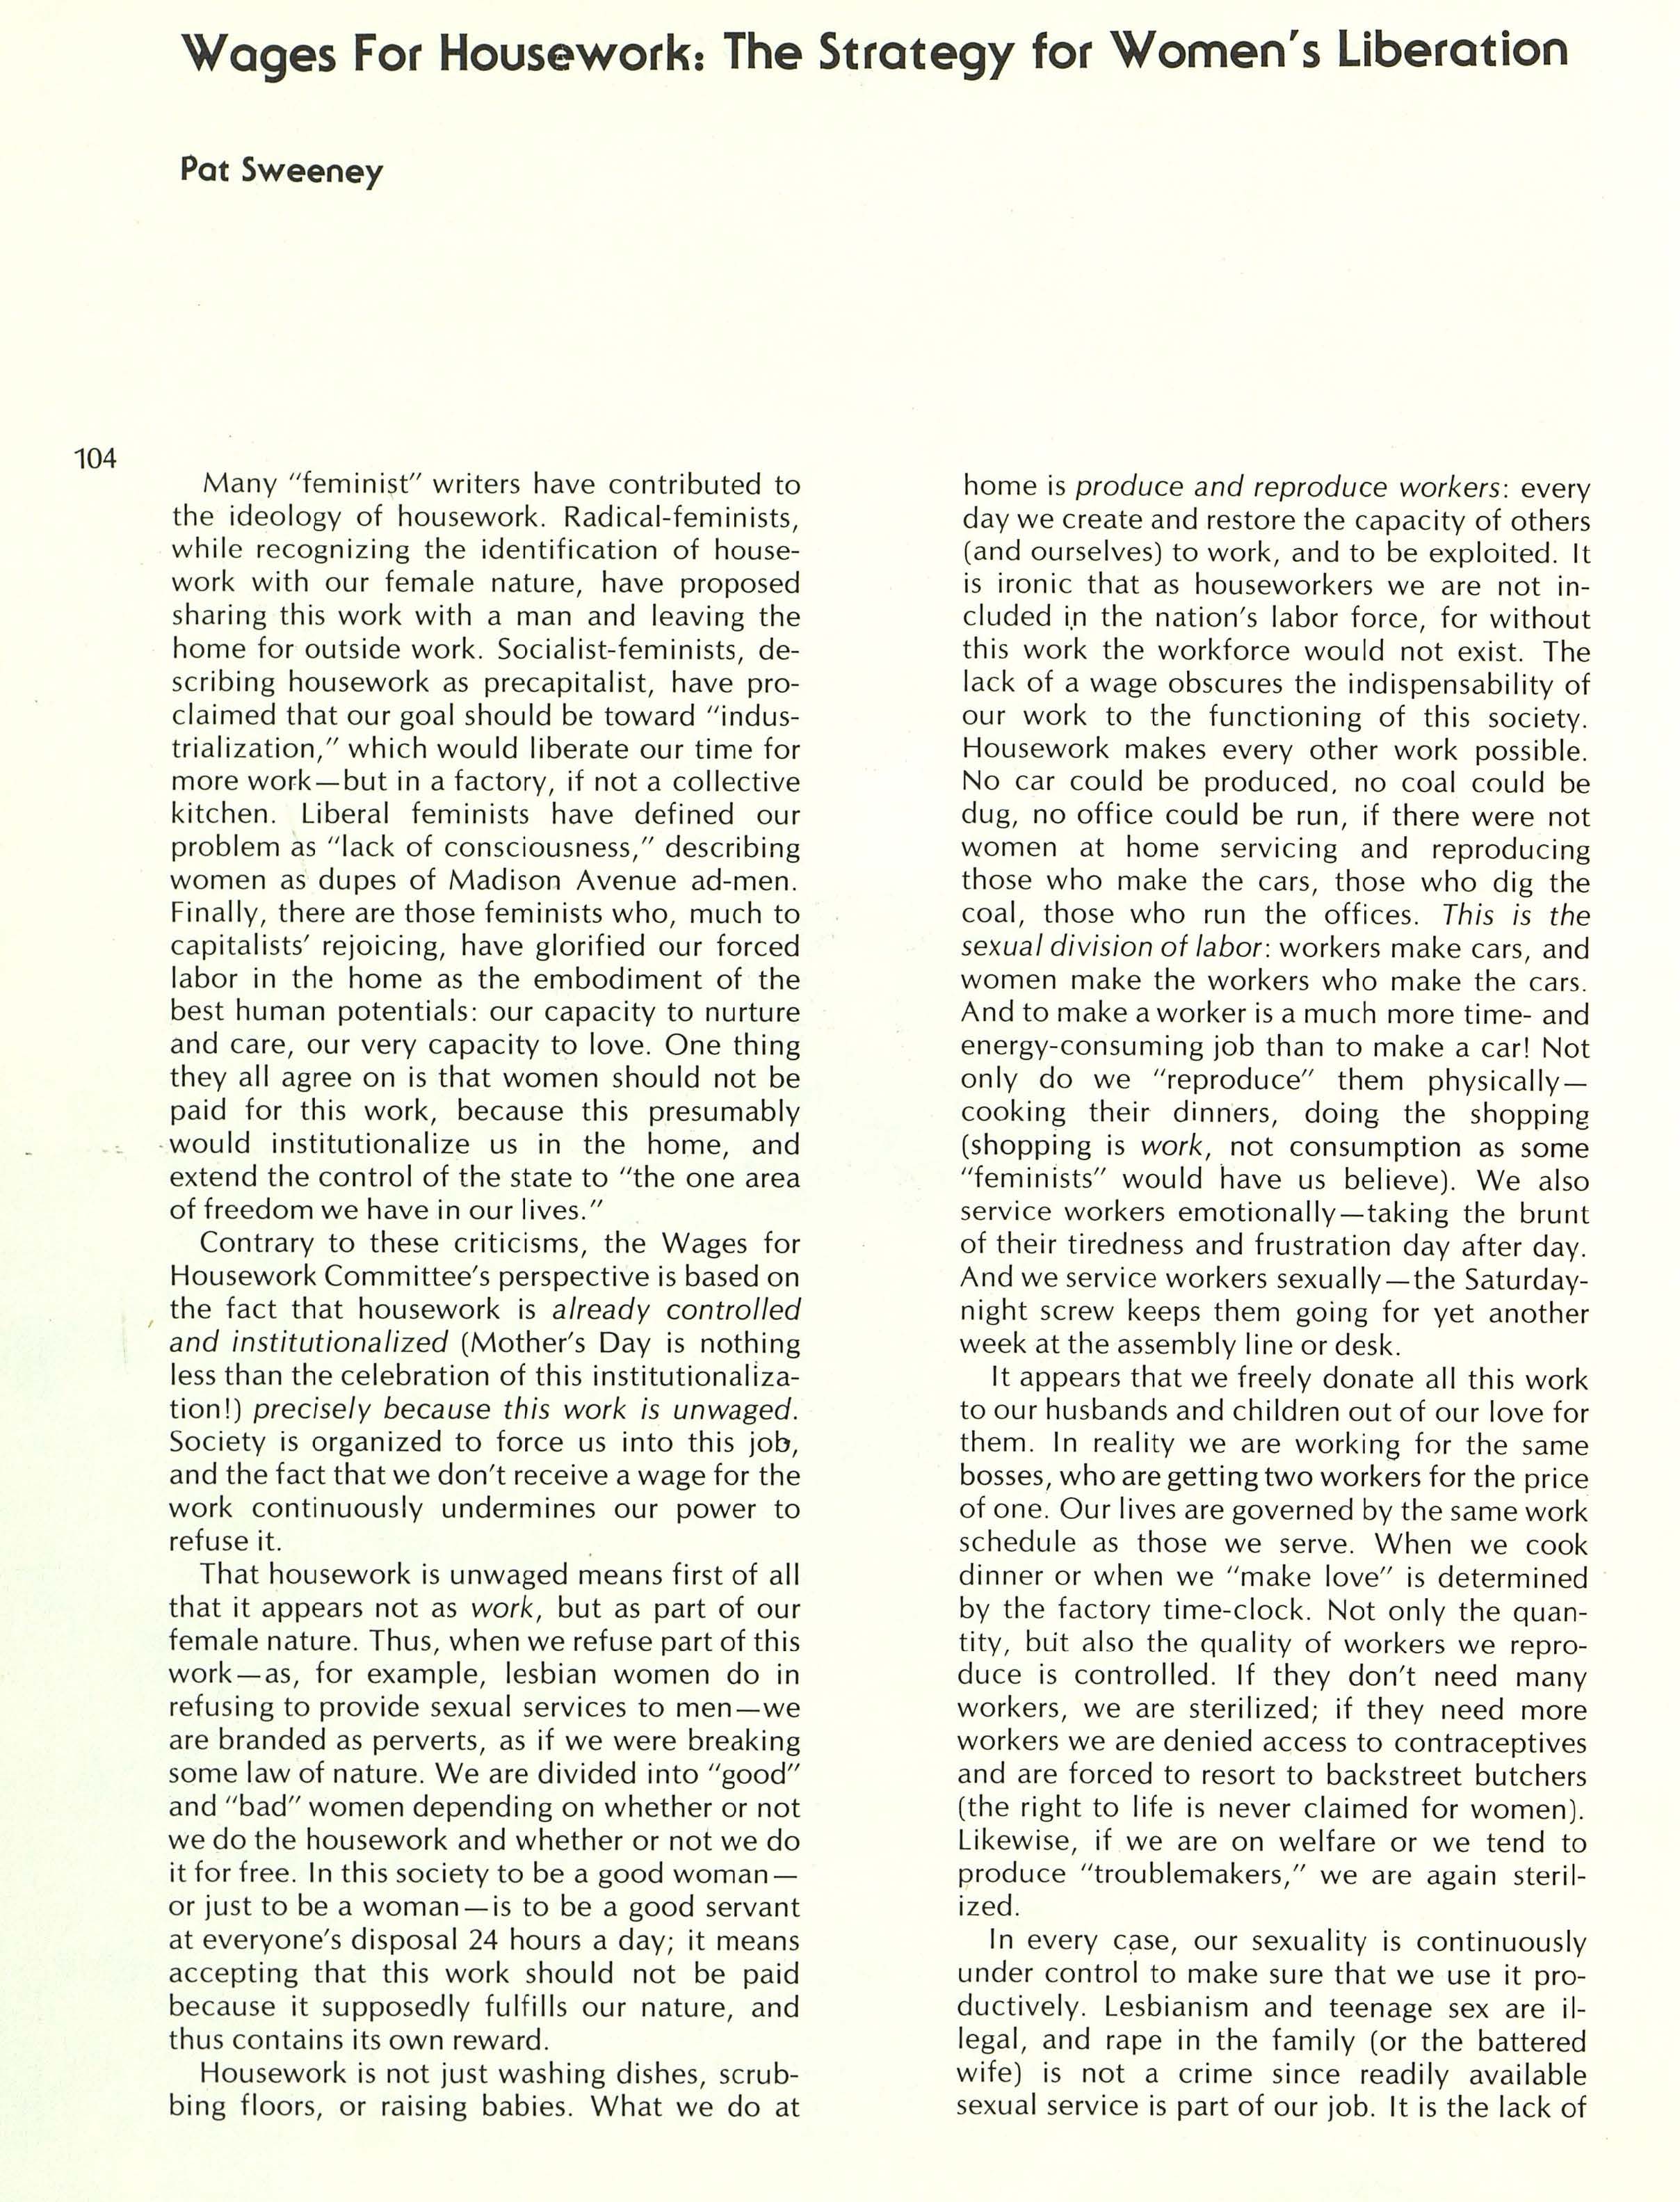 Wages For Housework: The Strategy for Women's Liberation
Pat Sweeney
104
Many "feminist" writers have contributed to
the ideology of housework. Radical-feminists,
while recognizing the identification of house-
work with our female nature, have proposed
sharing this work with a man and leaving the
home for outside work. Socialist-feminists, de-
scribing housework as precapitalist, have pro-
claimed that our goal should be toward "indus-
trialization," which would liberate our time for
more work—but in a factory, if not a collective
kitchen. Liberal feminists have defined our
problem as "lack of consciousness," describing
women as dupes of Madison Avenue ad-men.
Finally, there are those feminists who, much to
capitalists' rejoicing, have glorified our forced
labor in the home as the embodiment of the
best human potentials: our capacity to nurture
and care, our very capacity to love. One thing
they all agree on is that women should not be
paid for this work, because this presumably
would institutionalize us in the home, and
extend the control of the state to "the one area
of freedom we have in our lives."
Contrary to these criticisms, the Wages for
Housework Committee's perspective is based on
the fact that housework is already controlled
and institutionalized (Mother's Day is nothing
less than the celebration of this institutionaliza-
tion!) precisely because this work is unwaged.
Society is organized to force us into this job,
and the fact that we don't receive a wage for the
work continuously undermines our power to
refuse it.
That housework is unwaged means first of all
that it appears not as work, but as part of our
female nature. Thus, when we refuse part of this
work—as, for example, lesbian women do in
refusing to provide sexual services to men—we
are branded as perverts, as if we were breaking
some law of nature. We are divided into "good"
and "bad" women depending on whether or not
we do the housework and whether or not we do
it for free. In this society to be a good woman—
or just to be a woman—is to be a good servant
at everyone's disposal 24 hours a day; it means
accepting that this work should not be paid
because it supposedly fulfills our nature, and
thus contains its own reward.
Housework is not just washing dishes, scrub-
bing floors, or raising babies. What we do at
home is produce and reproduce workers: every
day we create and restore the capacity of others
(and ourselves) to work, and to be exploited. It
is ironic that as houseworkers we are not in-
cluded in the nation's labor force, for without
this work the workforce would not exist. The
lack of a wage obscures the indispensability of
our work to the functioning of this society.
Housework makes every other work possible.
No car could be produced, no coal could be
dug, no office could be run, if there were not
women at home servicing and reproducing
those who make the cars, those who dig the
coal, those who run the offices. This is the
sexual division of labor: workers make cars, and
women make the workers who make the cars.
And to make a worker is a much more time- and
energy-consuming job than to make a car! Not
only do we "reproduce" them physically—
cooking their dinners, doing the shopping
(shopping is work, not consumption as some
"feminists" would have us believe). We also
service workers emotionally—taking the brunt
of their tiredness and frustration day after day.
And we service workers sexually—the Saturday-
night screw keeps them going for yet another
week at the assembly line or desk.
It appears that we freely donate all this work
to our husbands and children out of our love for
them. In reality we are working for the same
bosses, who are getting two workers for the price
of one. Our lives are governed by the same work
schedule as those we serve. When we cook
dinner or when we "make love" is determined
by the factory time-clock. Not only the quan-
tity, but also the quality of workers we repro-
duce is controlled. If they don't need many
workers, we are sterilized; if they need more
workers we are denied access to contraceptives
and are forced to resort to backstreet butchers
(the right to life is never claimed for women).
Likewise, if we are on welfare or we tend to
produce "troublemakers," we are again steril-
ized.
In every case, our sexuality is continuously
under control to make sure that we use it pro-
ductively. Lesbianism and teenage sex are il-
legal, and rape in the family (or the battered
wife) is not a crime since readily available
sexual service is part of our job. It is the lack of